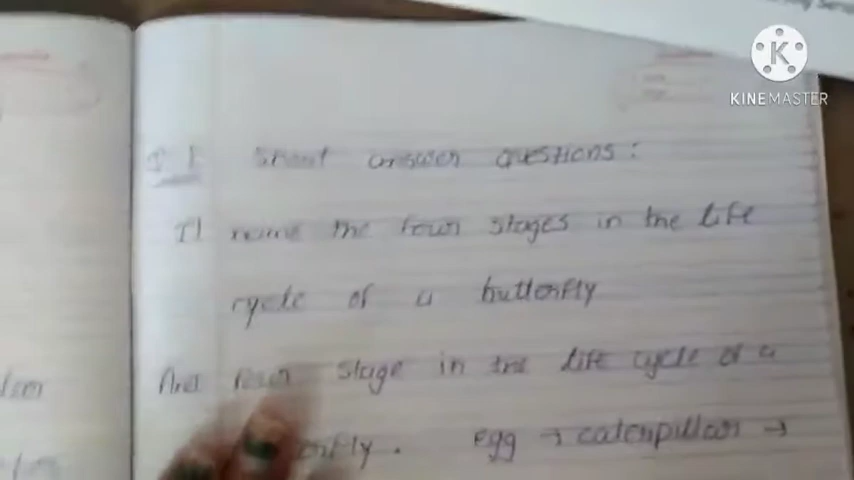 KINEMASTER
I] Short answer questions:
1] name the four stages in the life
cycle of a butterfly
Ans four stage in the life cycle of a
erfly. egg → caterpillar →